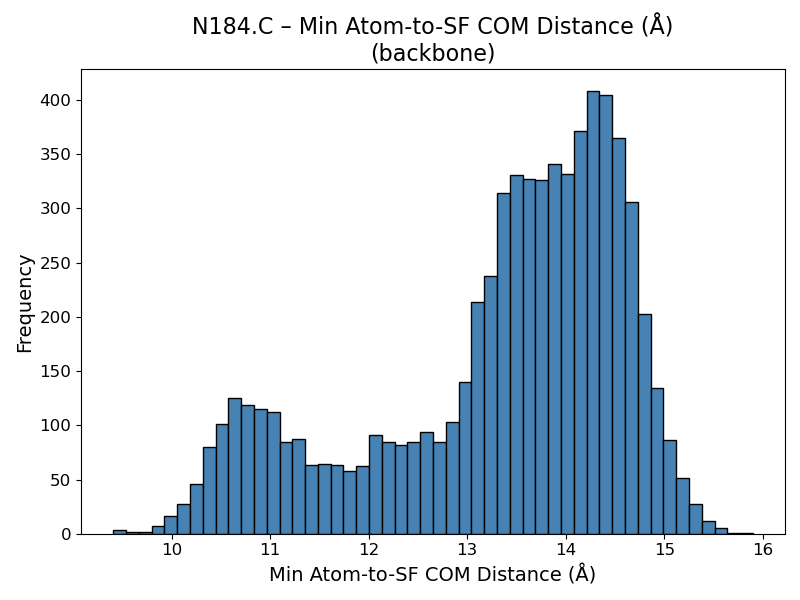 N184.C – Min Atom-to-SF COM Distance (Å)
(backbone)
Frequency
400
350
300
250
200
150
100
50
0
10 11 12 13 14 15 16
Min Atom-to-SF COM Distance (Å)